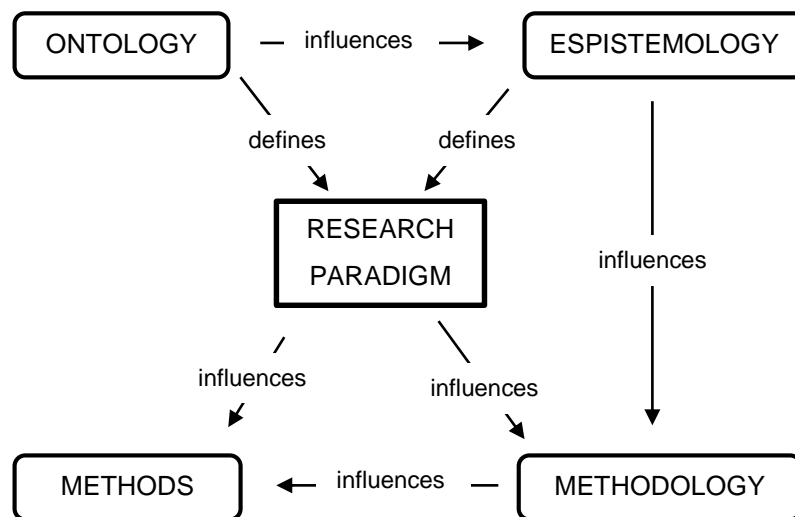 ONTOLOGY
influences
ESPISTEMOLOGY
defines
defines
RESEARCH
PARADIGM
influences
influences
influences
METHODS
influences
METHODOLOGY